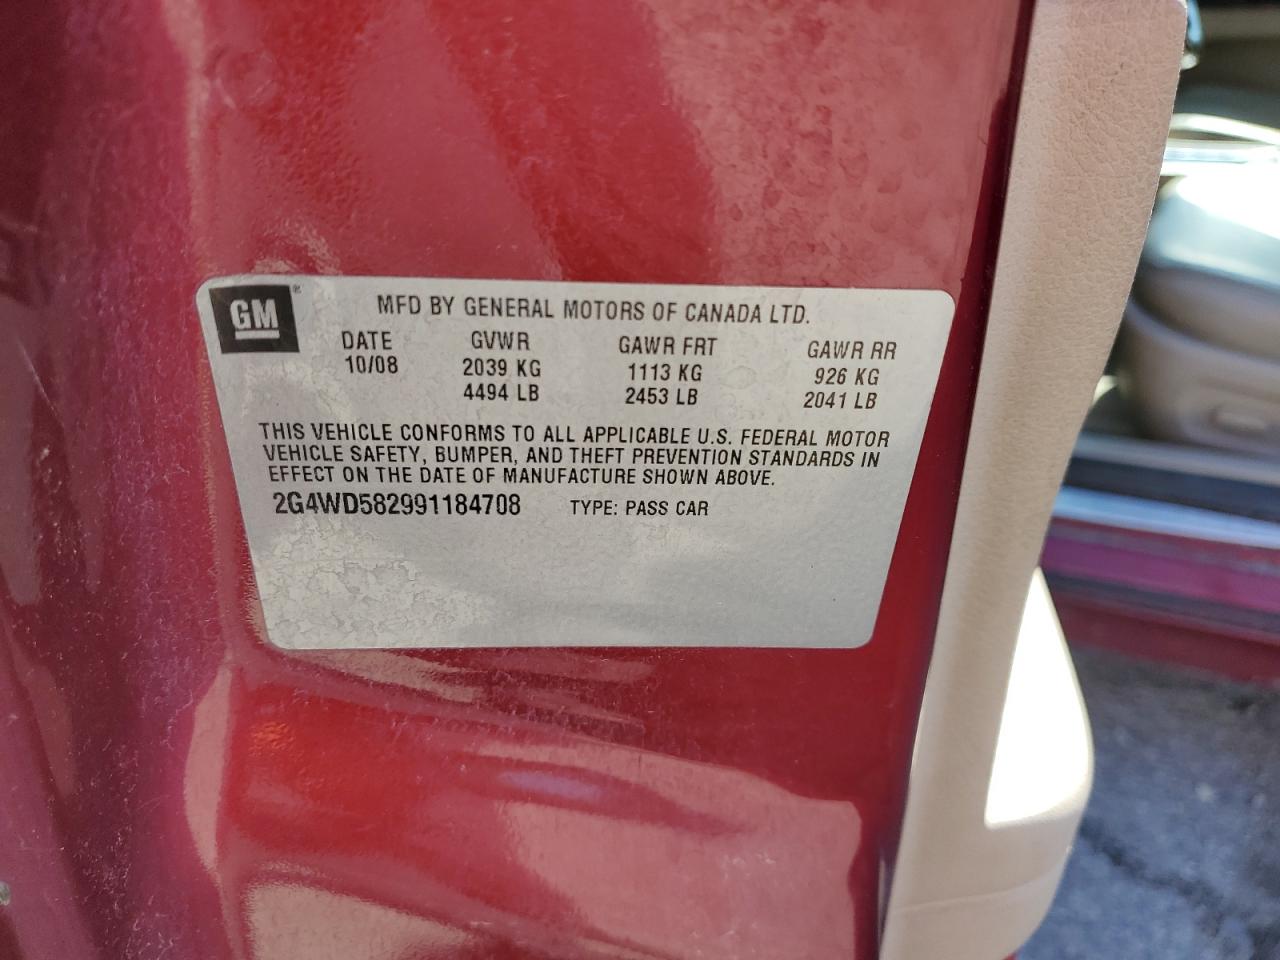 GM®
MFD BY GENERAL MOTORS OF CANADA LTD.
DATE GVWR GAWR FRT GAWR RR
10/08 2039 KG 1113 KG 926 KG
4494 LB 2453 LB 2041 LB
THIS VEHICLE CONFORMS TO ALL APPLICABLE U.S. FEDERAL MOTOR
VEHICLE SAFETY, BUMPER, AND THEFT PREVENTION STANDARDS IN
EFFECT ON THE DATE OF MANUFACTURE SHOWN ABOVE.
2G4WD582991184708 TYPE: PASS CAR